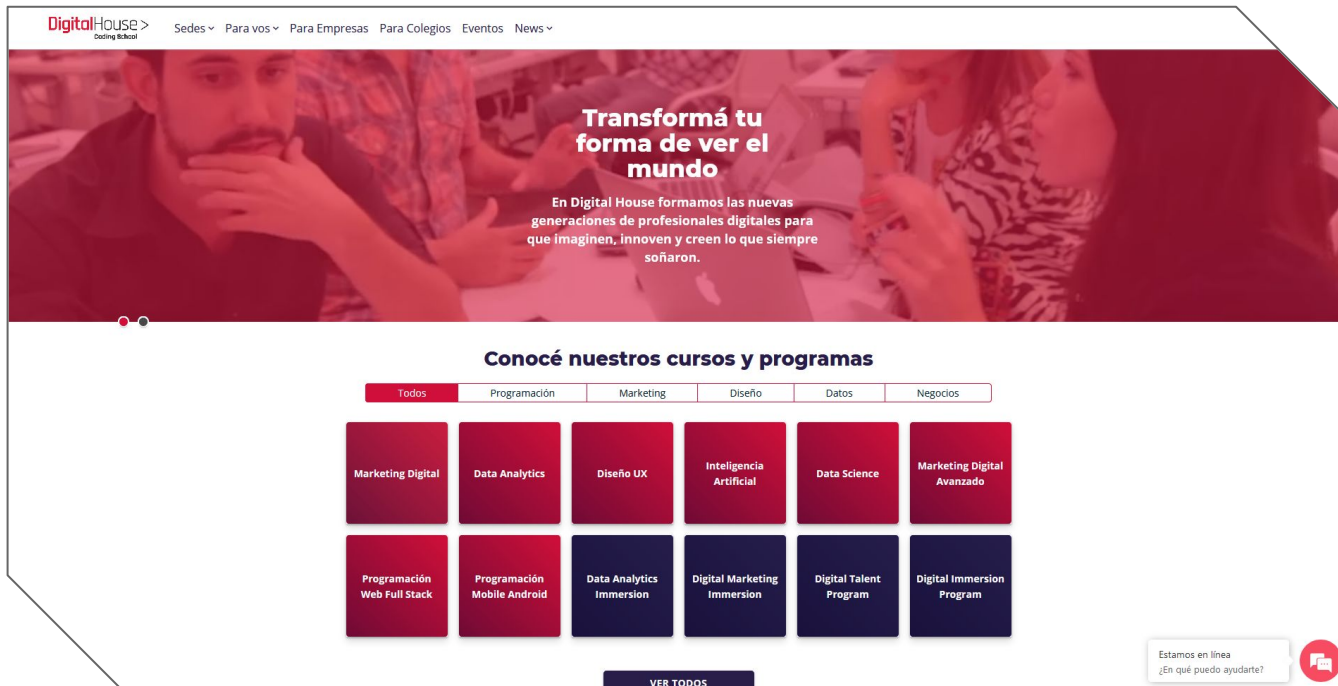 DigitalHouse>
Coding School
Sedes Para vos Para Empresas Para Colegios Eventos News
Transformá tu
forma de ver el
mundo
En Digital House formamos las nuevas
generaciones de profesionales digitales para
que imaginen, innoven y creen lo que siempre
soñaron.
Conocé nuestros cursos y programas
Todos Programación Marketing Diseño Datos Negocios
Marketing Digital
Data Analytics
Diseño UX
Inteligencia
Artificial
Data Science
Marketing Digital
Avanzado
Programación
Web Full Stack
Programación
Mobile Android
Data Analytics
Immersion
Digital Marketing
Immersion
Digital Talent
Program
Digital Immersion
Program
VER TODOS
Estamos en línea
¿En qué puedo ayudarte?